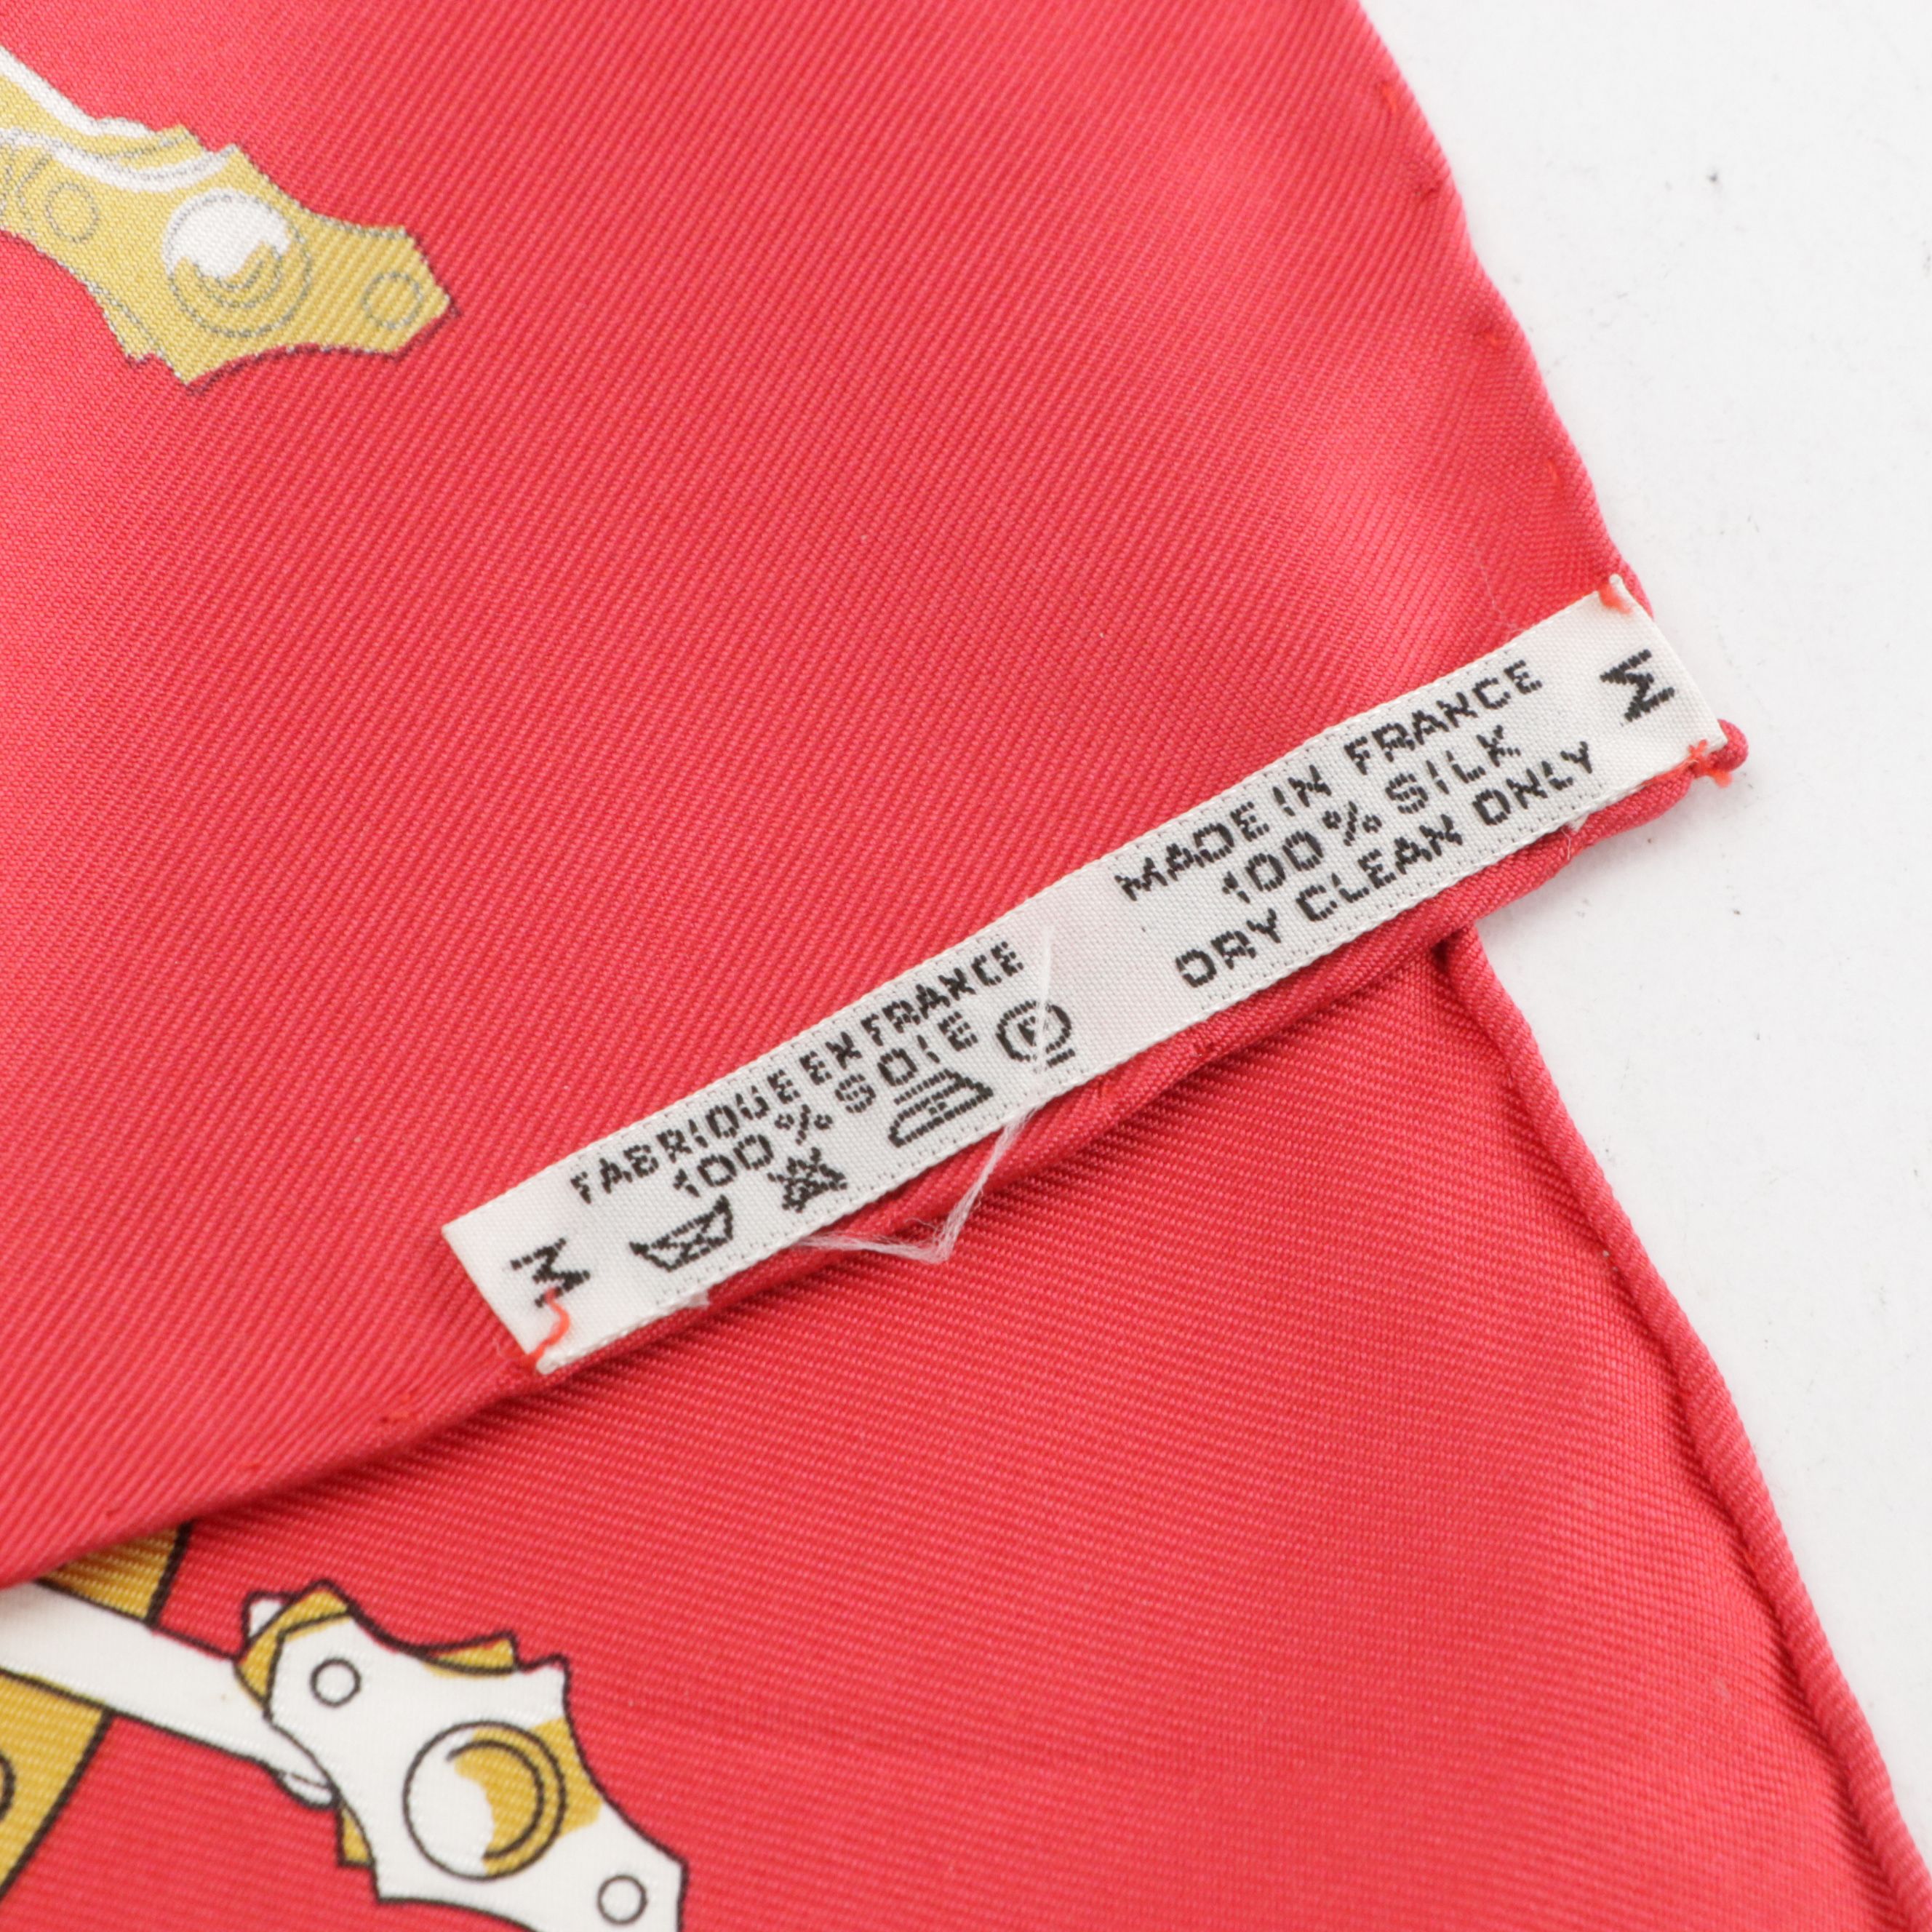 M
FABRIQUE EN FRANCE
100% SOIE
P
MADE IN FRANCE
100% SILK
DRY CLEAN ONLY
M